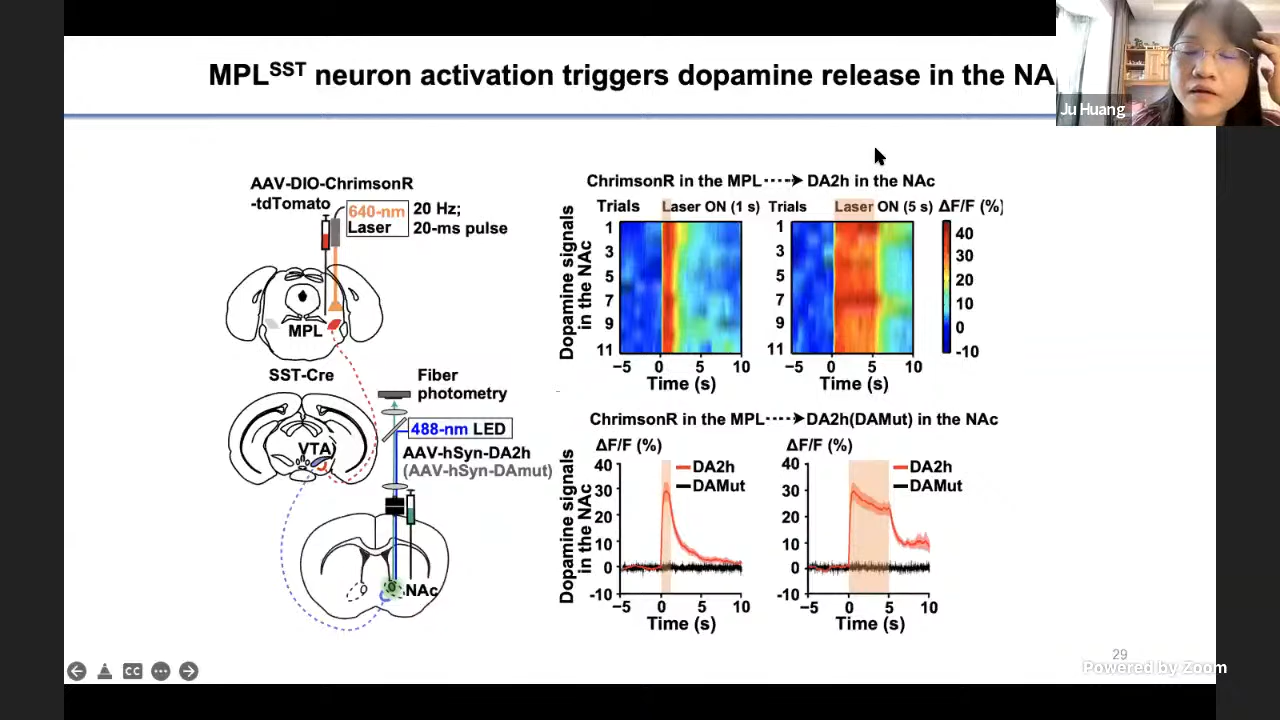 MPLSST neuron activation triggers dopamine release in the NA
Ju Huang
AAV-DIO-ChrimsonR
-tdTomato
640-nm
Laser
20 Hz;
20-ms pulse
MPL
SST-Cre
Fiber
photometry
488-nm LED
VTA
AAV-hSyn-DA2h
(AAV-hSyn-DAmut)
NAc
ChrimsonR in the MPL DA2h in the NAc
Trials Laser ON (1 s) Trials Laser ON (5 s) ΔF/F (%)
Dopamine signals
in the NAc
1
3
5
7
9
11
−5 0 5 10
Time (s)
1
3
5
7
9
11
−5 0 5 10
Time (s)
40
30
20
10
0
-10
ChrimsonR in the MPL DA2h(DAMut) in the NAc
Dopamine signals
in the NAc
ΔF/F (%)
40
30
20
10
0
-10
DA2h
DAMut
−5 0 5 10
Time (s)
ΔF/F (%)
40
30
20
10
0
-10
DA2h
DAMut
−5 0 5 10
Time (s)
29
Powered by Zoom
CC